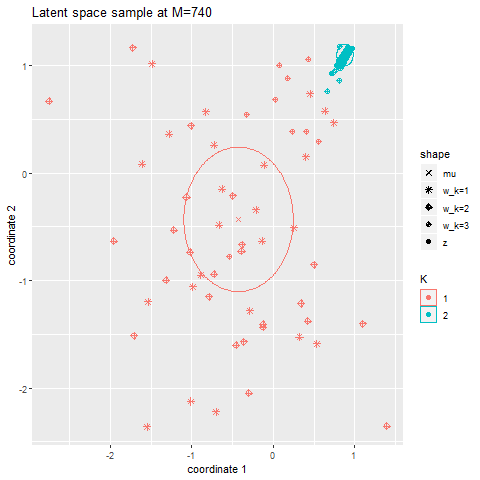 Latent space sample at M=740
coordinate 2
1
0
-1
-2
-2
-1
0
1
coordinate 1
shape
mu
w_k=1
w_k=2
w_k=3
z
K
1
2